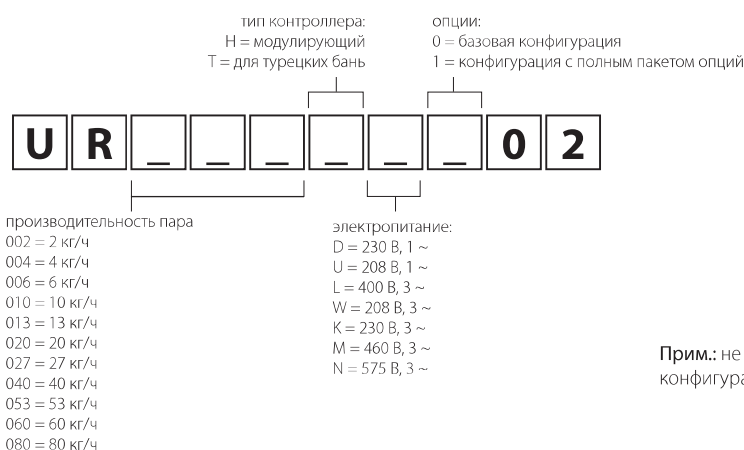 тип контроллера:
H = модулирующий
T = для турецких бань
опции:
0 = базовая конфигурация
1 = конфигурация с полным пакетом опций
U R _ _ _ _ _ _ 0 2
производительность пара
002 = 2 кг/ч
004 = 4 кг/ч
006 = 6 кг/ч
010 = 10 кг/ч
013 = 13 кг/ч
020 = 20 кг/ч
027 = 27 кг/ч
040 = 40 кг/ч
053 = 53 кг/ч
060 = 60 кг/ч
080 = 80 кг/ч
электропитание:
D = 230 В, 1 ~
U = 208 В, 1 ~
L = 400 В, 3 ~
W = 208 В, 3 ~
K = 230 В, 3 ~
M = 460 В, 3 ~
N = 575 В, 3 ~
Прим.: не
конфигура